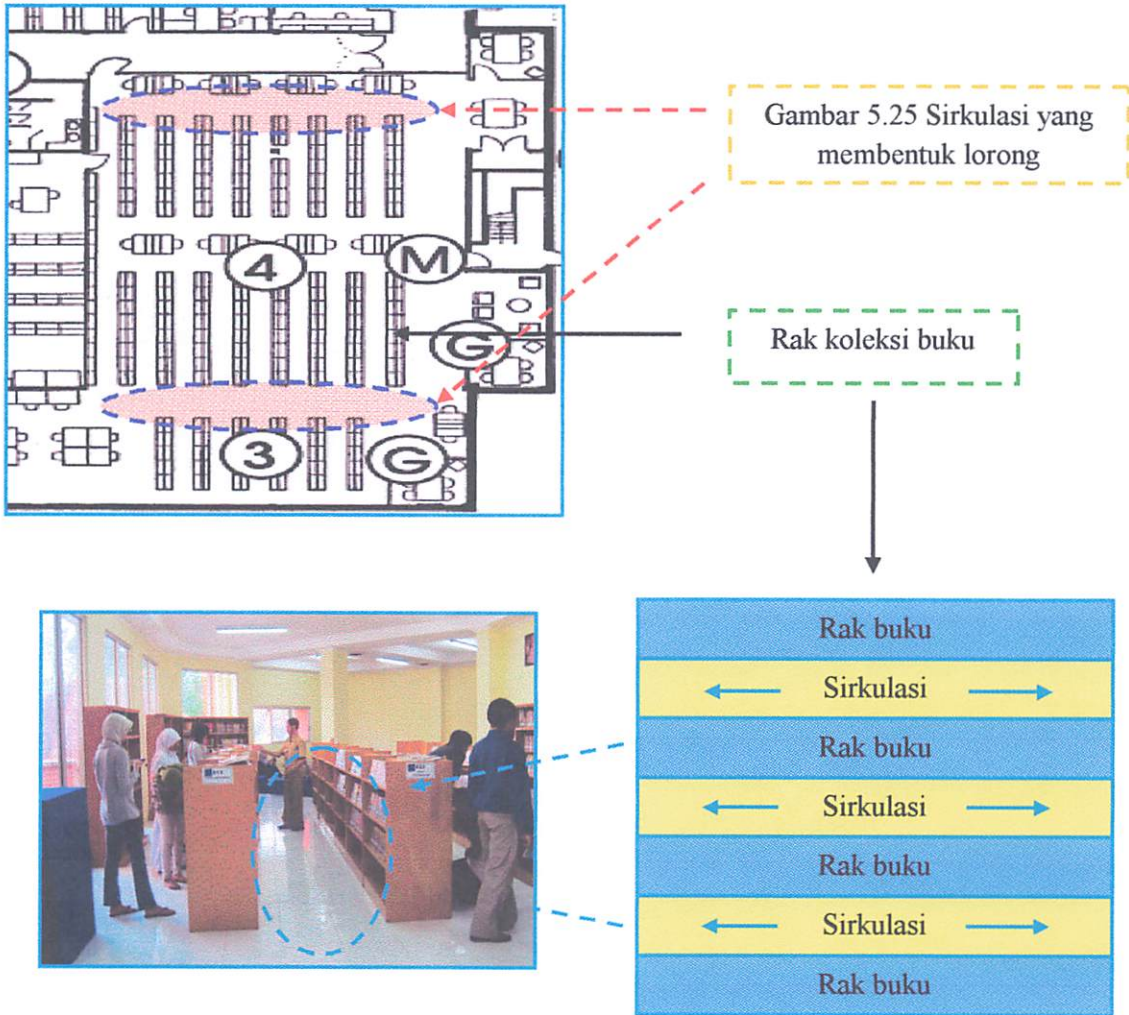 Gambar 5.25 Sirkulasi yang
membentuk lorong
4
M
Rak koleksi buku
G
3
G
Rak buku
Sirkulasi
Rak buku
Sirkulasi
Rak buku
Sirkulasi
Rak buku